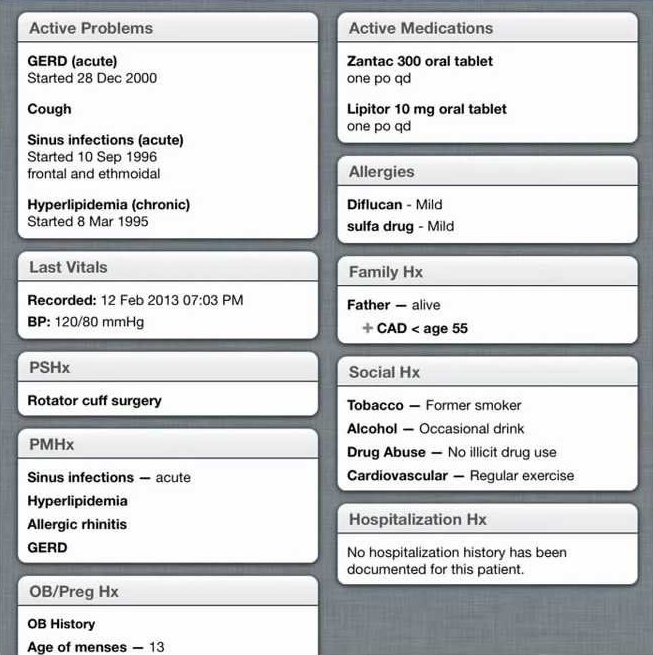 Active Problems
GERD (acute)
Started 28 Dec 2000
Cough
Sinus infections (acute)
Started 10 Sep 1996
frontal and ethmoidal
Hyperlipidemia (chronic)
Started 8 Mar 1995
Last Vitals
Recorded: 12 Feb 2013 07:03 PM
BP: 120/80 mmHg
PSHx
Rotator cuff surgery
PMHx
Sinus infections — acute
Hyperlipidemia
Allergic rhinitis
GERD
OB/Preg Hx
OB History
Age of menses — 13
Active Medications
Zantac 300 oral tablet
one po qd
Lipitor 10 mg oral tablet
one po qd
Allergies
Diflucan - Mild
sulfa drug - Mild
Family Hx
Father — alive
+ CAD < age 55
Social Hx
Tobacco — Former smoker
Alcohol — Occasional drink
Drug Abuse — No illicit drug use
Cardiovascular — Regular exercise
Hospitalization Hx
No hospitalization history has been
documented for this patient.